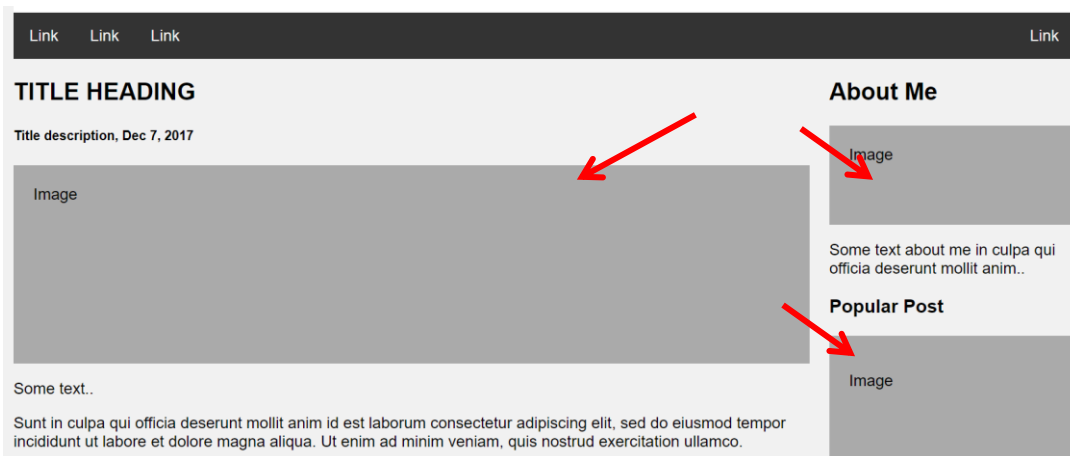 Link Link Link Link
TITLE HEADING
Title description, Dec 7, 2017
Image
Some text..
Sunt in culpa qui officia deserunt mollit anim id est laborum consectetur adipiscing elit, sed do eiusmod tempor
incididunt ut labore et dolore magna aliqua. Ut enim ad minim veniam, quis nostrud exercitation ullamco.
About Me
Image
Some text about me in culpa qui
officia deserunt mollit anim..
Popular Post
Image